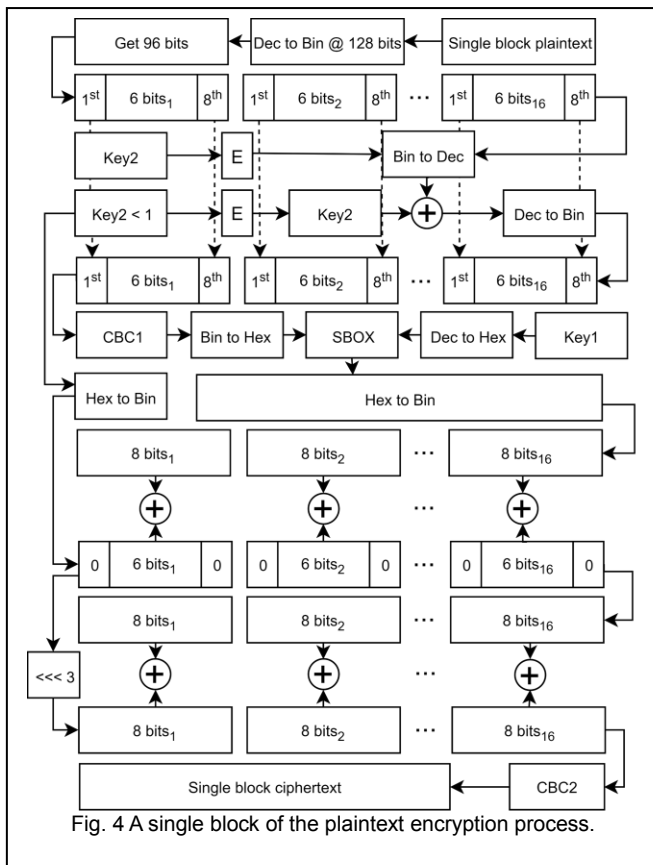 Get 96 bits Dec to Bin @ 128 bits Single block plaintext
1st 6 bits1 8th 1st 6 bits2 8th ... 1st 6 bits16 8th
Key2 E Bin to Dec
Key2 < 1 E Key2 + Dec to Bin
1st 6 bits1 8th 1st 6 bits2 8th ... 1st 6 bits16 8th
CBC1 Bin to Hex SBOX Dec to Hex Key1
Hex to Bin Hex to Bin
8 bits1 8 bits2 ... 8 bits16
+ + ... +
0 6 bits1 0 0 6 bits2 0 ... 0 6 bits16 0
8 bits1 8 bits2 ... 8 bits16
<<< 3 + + ... +
8 bits1 8 bits2 ... 8 bits16
Single block ciphertext CBC2
Fig. 4 A single block of the plaintext encryption process.